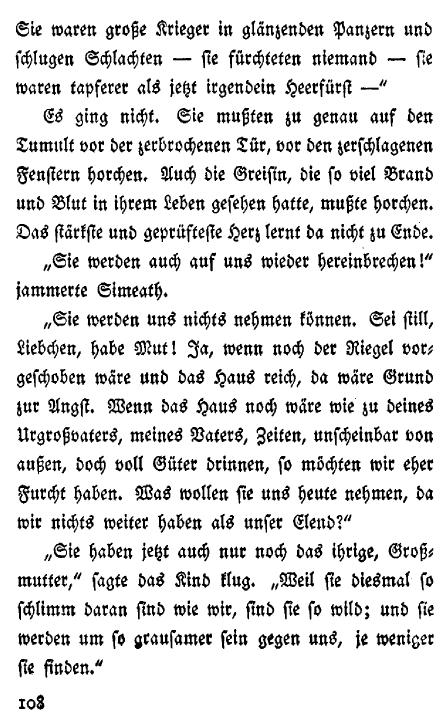 Sie waren große Krieger in glänzenden Panzern und
schlugen Schlachten — sie fürchteten niemand — sie
waren tapferer als jetzt irgendein Heerfürst —“
Es ging nicht. Sie mußten zu genau auf den
Tumult vor der zerbrochenen Tür, vor den zerschlagenen
Fenstern horchen. Auch die Greisin, die so viel Brand
und Blut in ihrem Leben gesehen hatte, mußte horchen.
Das stärkste und geprüfteste Herz lernt da nicht zu Ende.
„Sie werden auch auf uns wieder hereinbrechen!“
jammerte Simeath.
„Sie werden uns nichts nehmen können. Sei still,
Liebchen, habe Mut! Ja, wenn noch der Riegel vor-
geschoben wäre und das Haus reich, da wäre Grund
zur Angst. Wenn das Haus noch wäre wie zu deines
Urgroßvaters, meines Vaters, Zeiten, unscheinbar von
außen, doch voll Güter drinnen, so möchten wir eher
Furcht haben. Was wollen sie uns heute nehmen, da
wir nichts weiter haben als unser Elend?“
„Sie haben jetzt auch nur noch das ihrige, Groß-
mutter,“ sagte das Kind klug. „Weil sie diesmal so
schlimm daran sind wie wir, sind sie so wild; und sie
werden um so grausamer sein gegen uns, je weniger
sie finden.“
108